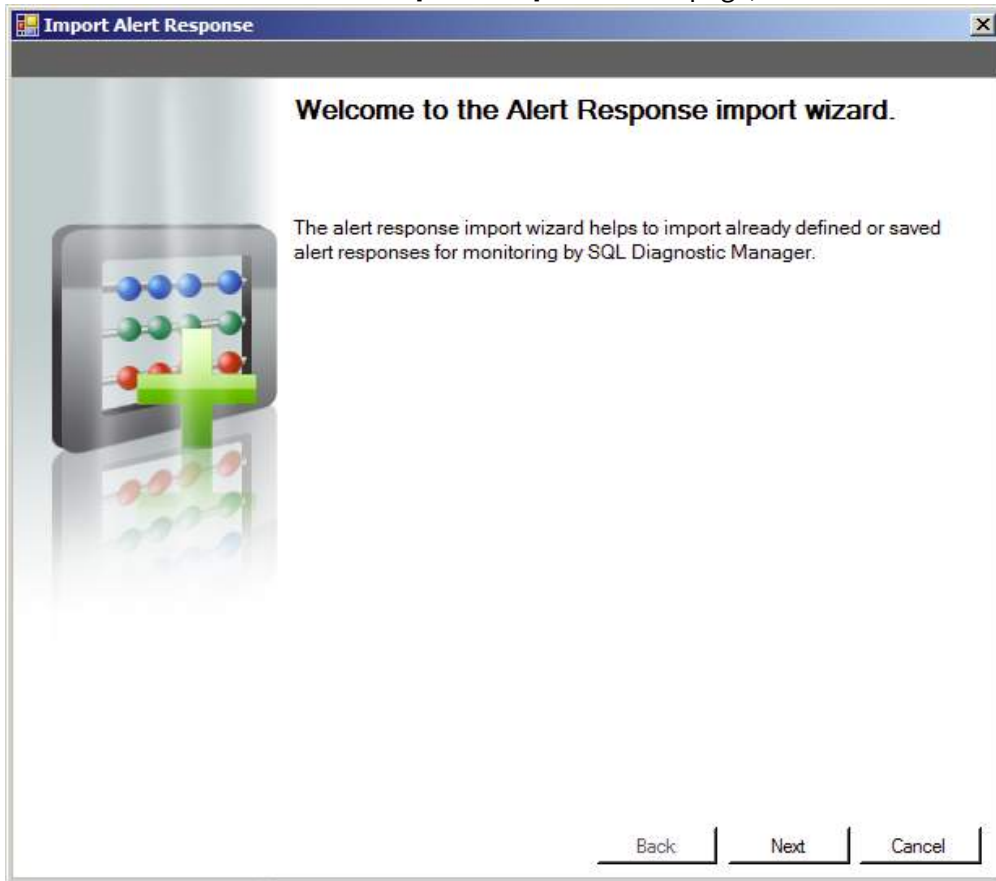 page,
Import Alert Response
Welcome to the Alert Response import wizard.
The alert response import wizard helps to import already defined or saved
alert responses for monitoring by SQL Diagnostic Manager.
Back Next Cancel